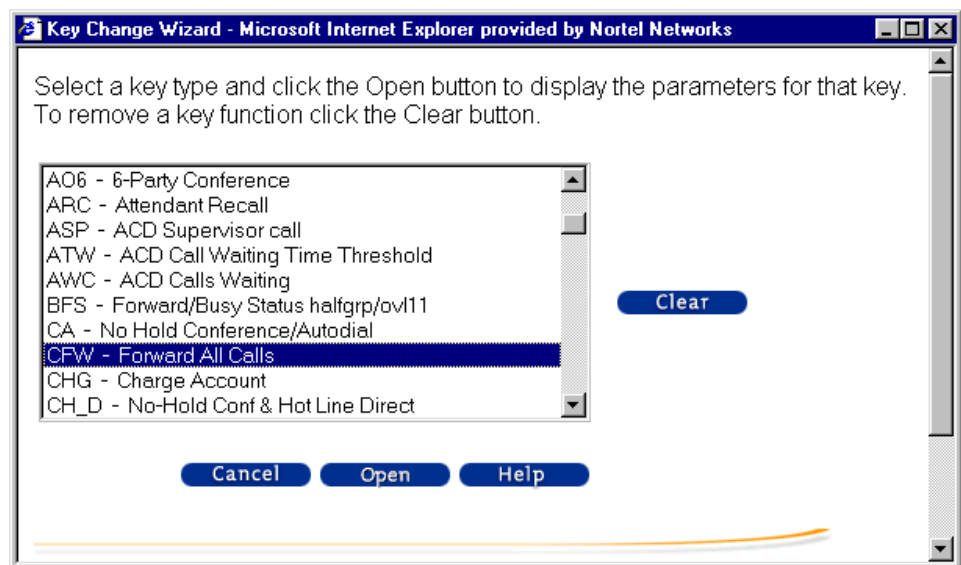 Key Change Wizard - Microsoft Internet Explorer provided by Nortel Networks
Select a key type and click the Open button to display the parameters for that key.
To remove a key function click the Clear button.
AO6 - 6-Party Conference
ARC - Attendant Recall
ASP - ACD Supervisor call
ATW - ACD Call Waiting Time Threshold
AWC - ACD Calls Waiting
BFS - Forward/Busy Status halfgrp/ovl11
CA - No Hold Conference/Autodial
CFW - Forward All Calls
CHG - Charge Account
CH_D - No-Hold Conf & Hot Line Direct
Clear
Cancel Open Help